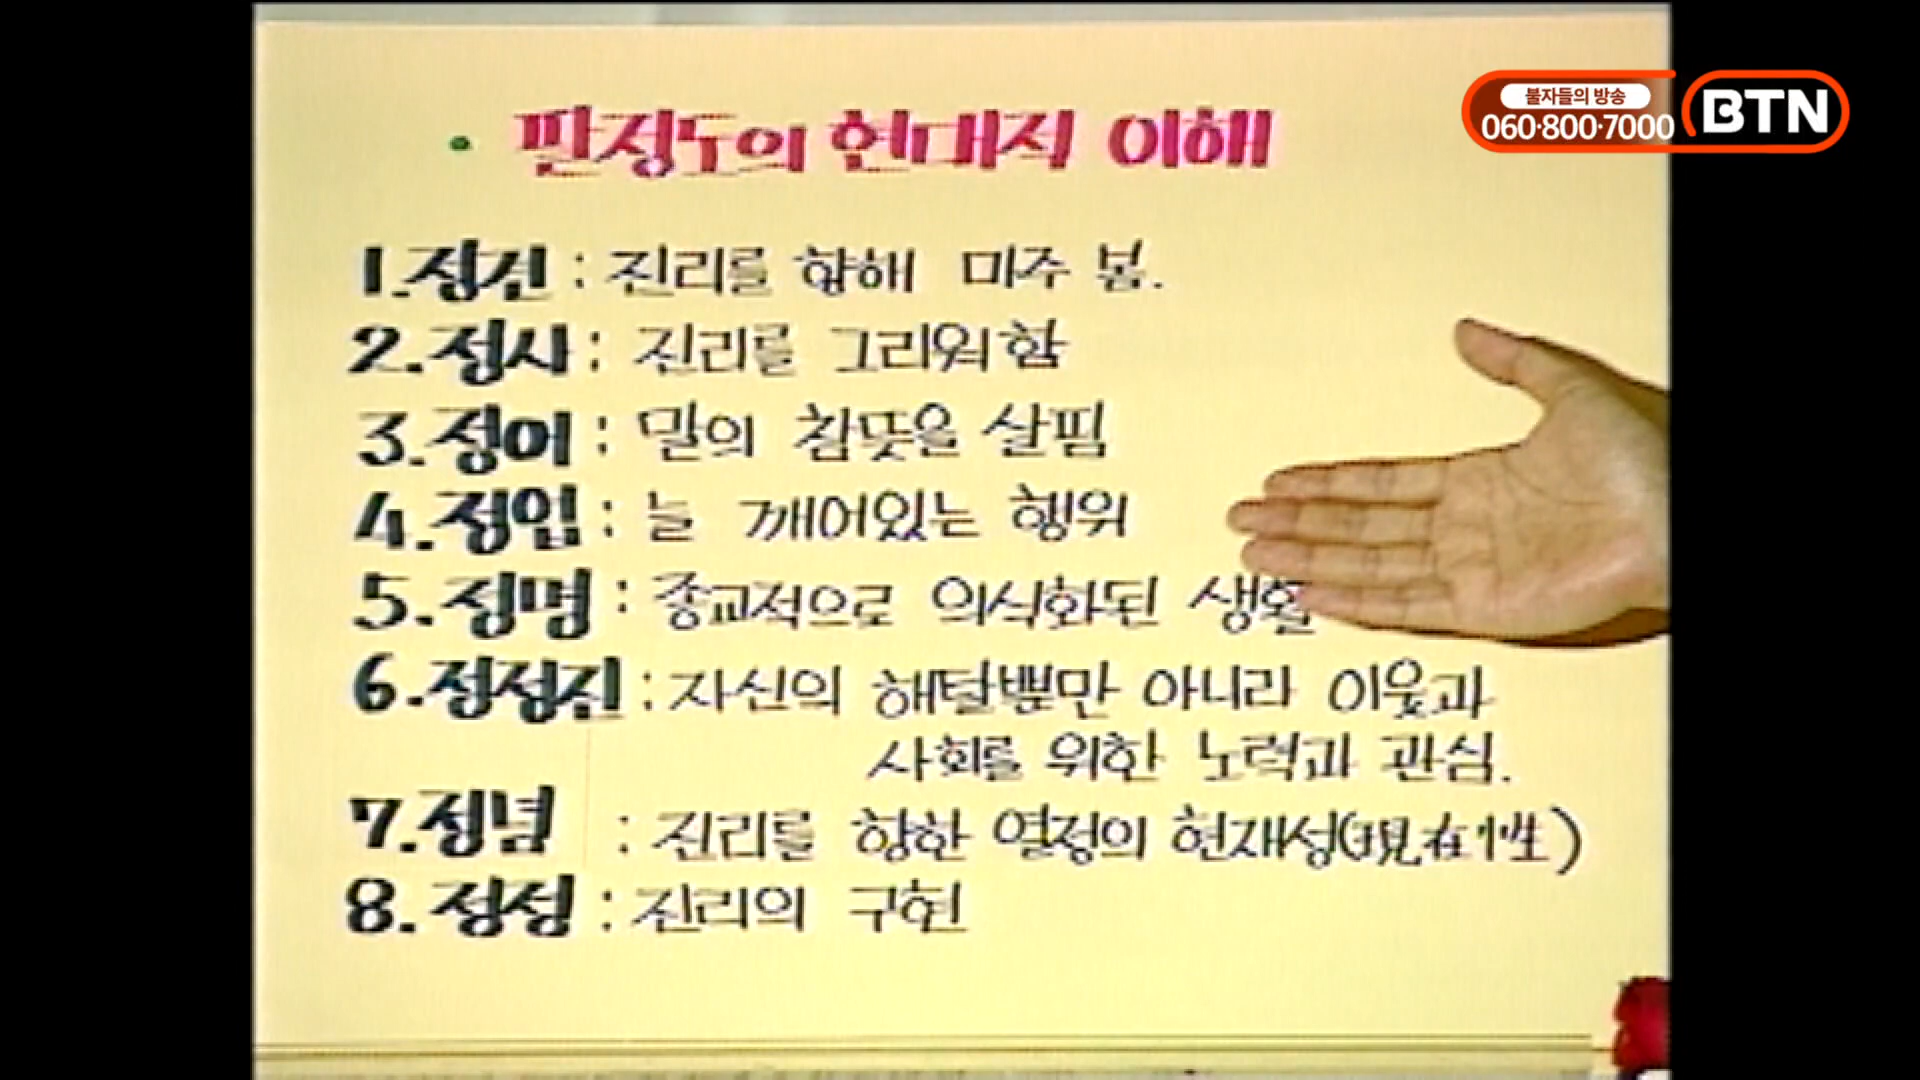 불자들의 방송
060·800·7000
BTN
• 팔정도의 현대적 이해
1. 정견 : 진리를 향해 마주 봄.
2. 정사 : 진리를 그리워함
3. 정어 : 말의 참뜻을 살핌
4. 정업 : 늘 깨어있는 행위
5. 정명 : 종교적으로 의식화된 생활
6. 정정진 : 자신의 해탈뿐만 아니라 이웃과
사회를 위한 노력과 관심.
7. 정념 : 진리를 향한 열정의 현재성(現在性)
8. 정정 : 진리의 구현